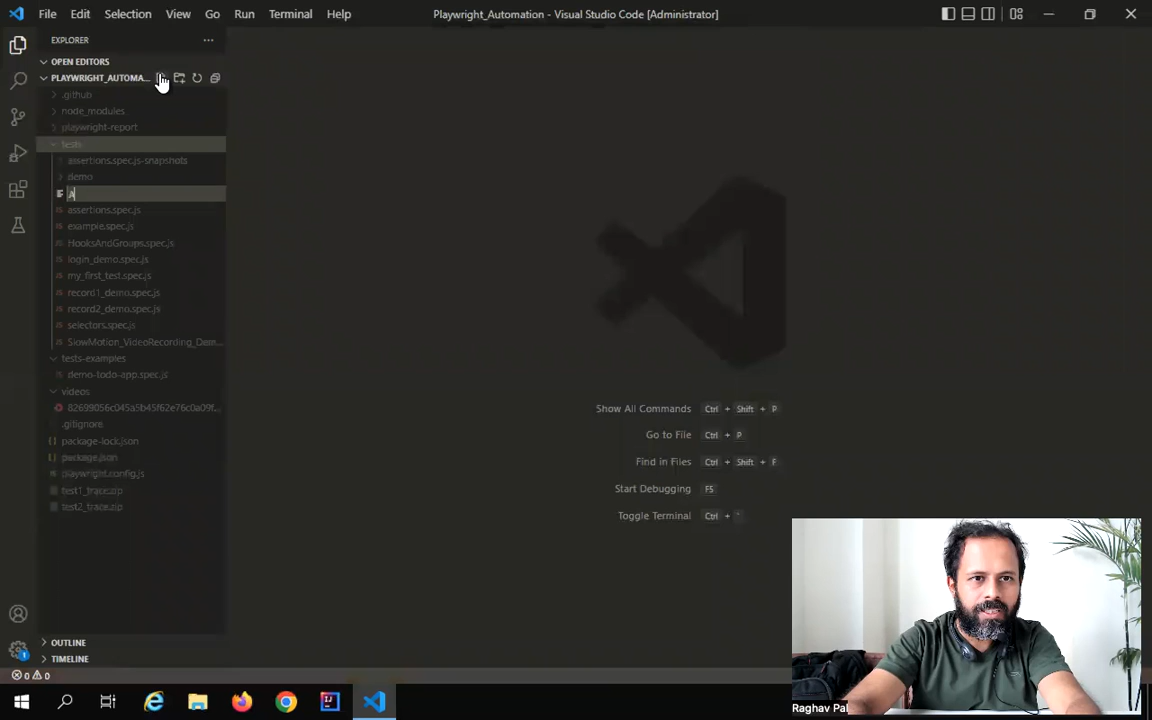 File Edit Selection View Go Run Terminal Help
Playwright_Automation - Visual Studio Code [Administrator]
EXPLORER
OPEN EDITORS
PLAYWRIGHT_AUTOMA...
.github
node_modules
playwright-report
tests
assertions.spec.js-snapshots
demo
A
assertions.spec.js
example.spec.js
HooksAndGroups.spec.js
login_demo.spec.js
my_first_test.spec.js
record1_demo.spec.js
record2_demo.spec.js
selectors.spec.js
SlowMotion_VideoRecording_Dem...
tests-examples
demo-todo-app.spec.js
videos
82699056c045a5b45f62e76c0a09f...
.gitignore
package-lock.json
package.json
playwright.config.js
test1_trace.zip
test2_trace.zip
Show All Commands Ctrl + Shift + P
Go to File Ctrl + P
Find in Files Ctrl + Shift + F
Start Debugging F5
Toggle Terminal Ctrl + `
OUTLINE
TIMELINE
1
0 0
Raghav Pal